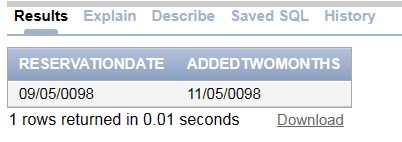 Results Explain Describe Saved SQL History
RESERVATIONDATE ADDEDTWOMONTHS
09/05/0098 11/05/0098
1 rows returned in 0.01 seconds Download